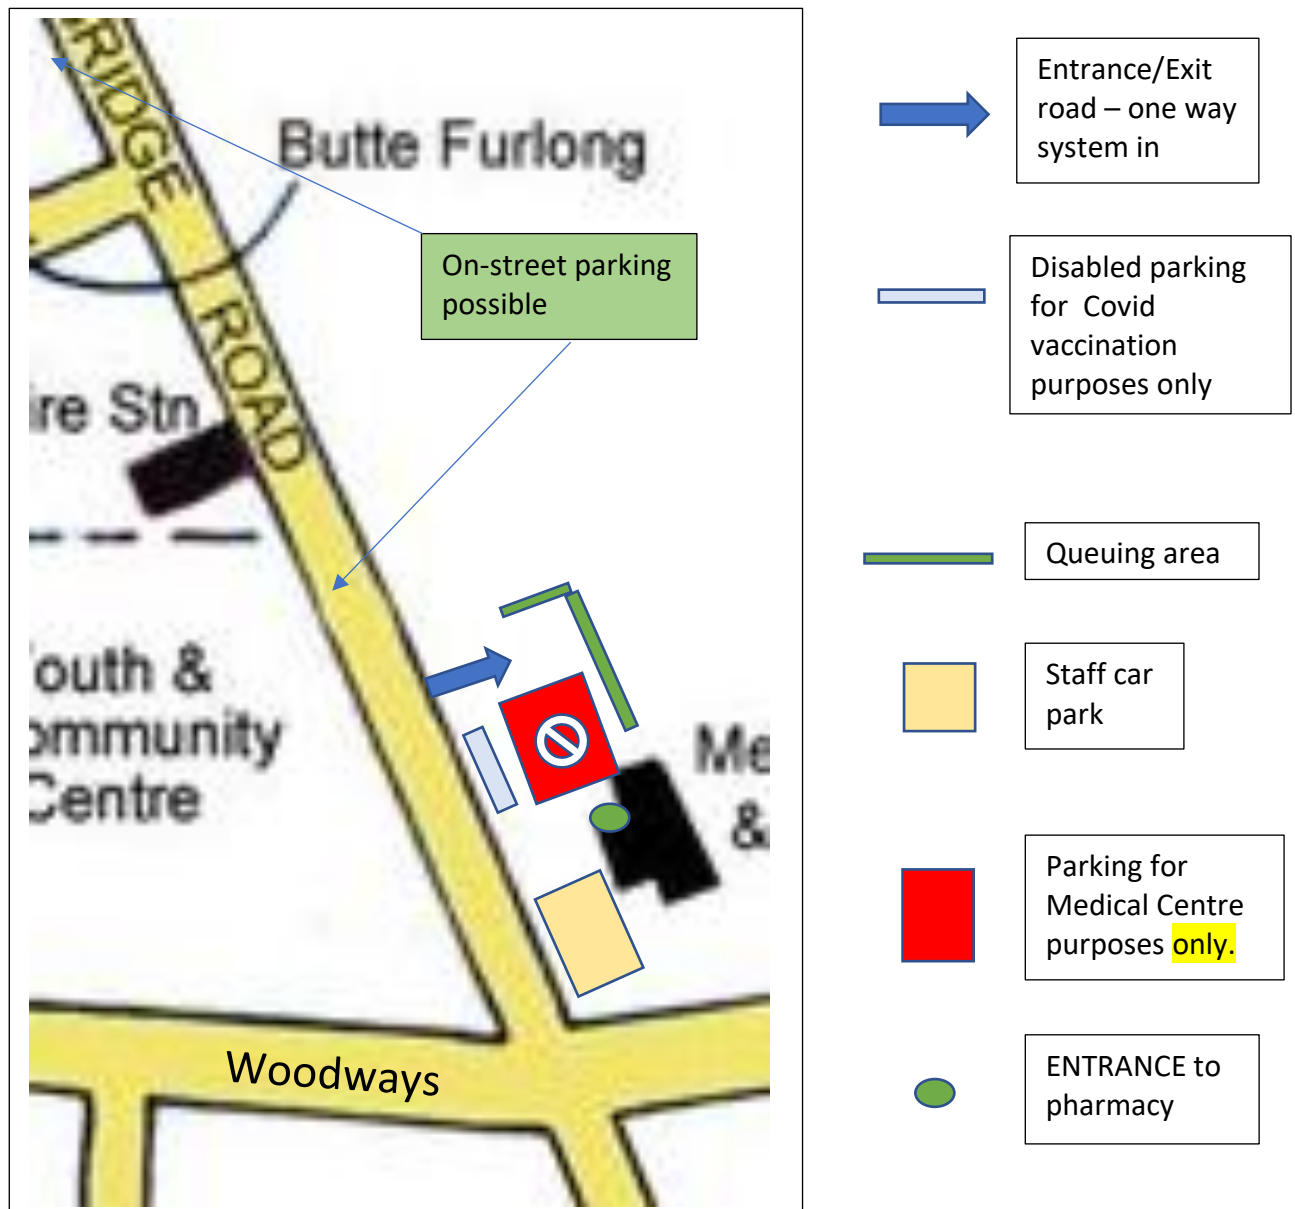 RIDGE
ROAD
Butte Furlong
On-street parking
possible
ire Stn
outh &
ommunity
Centre
Me
&
Woodways
Entrance/Exit
road – one way
system in
Disabled parking
for Covid
vaccination
purposes only
Queuing area
Staff car
park
Parking for
Medical Centre
purposes only.
ENTRANCE to
pharmacy